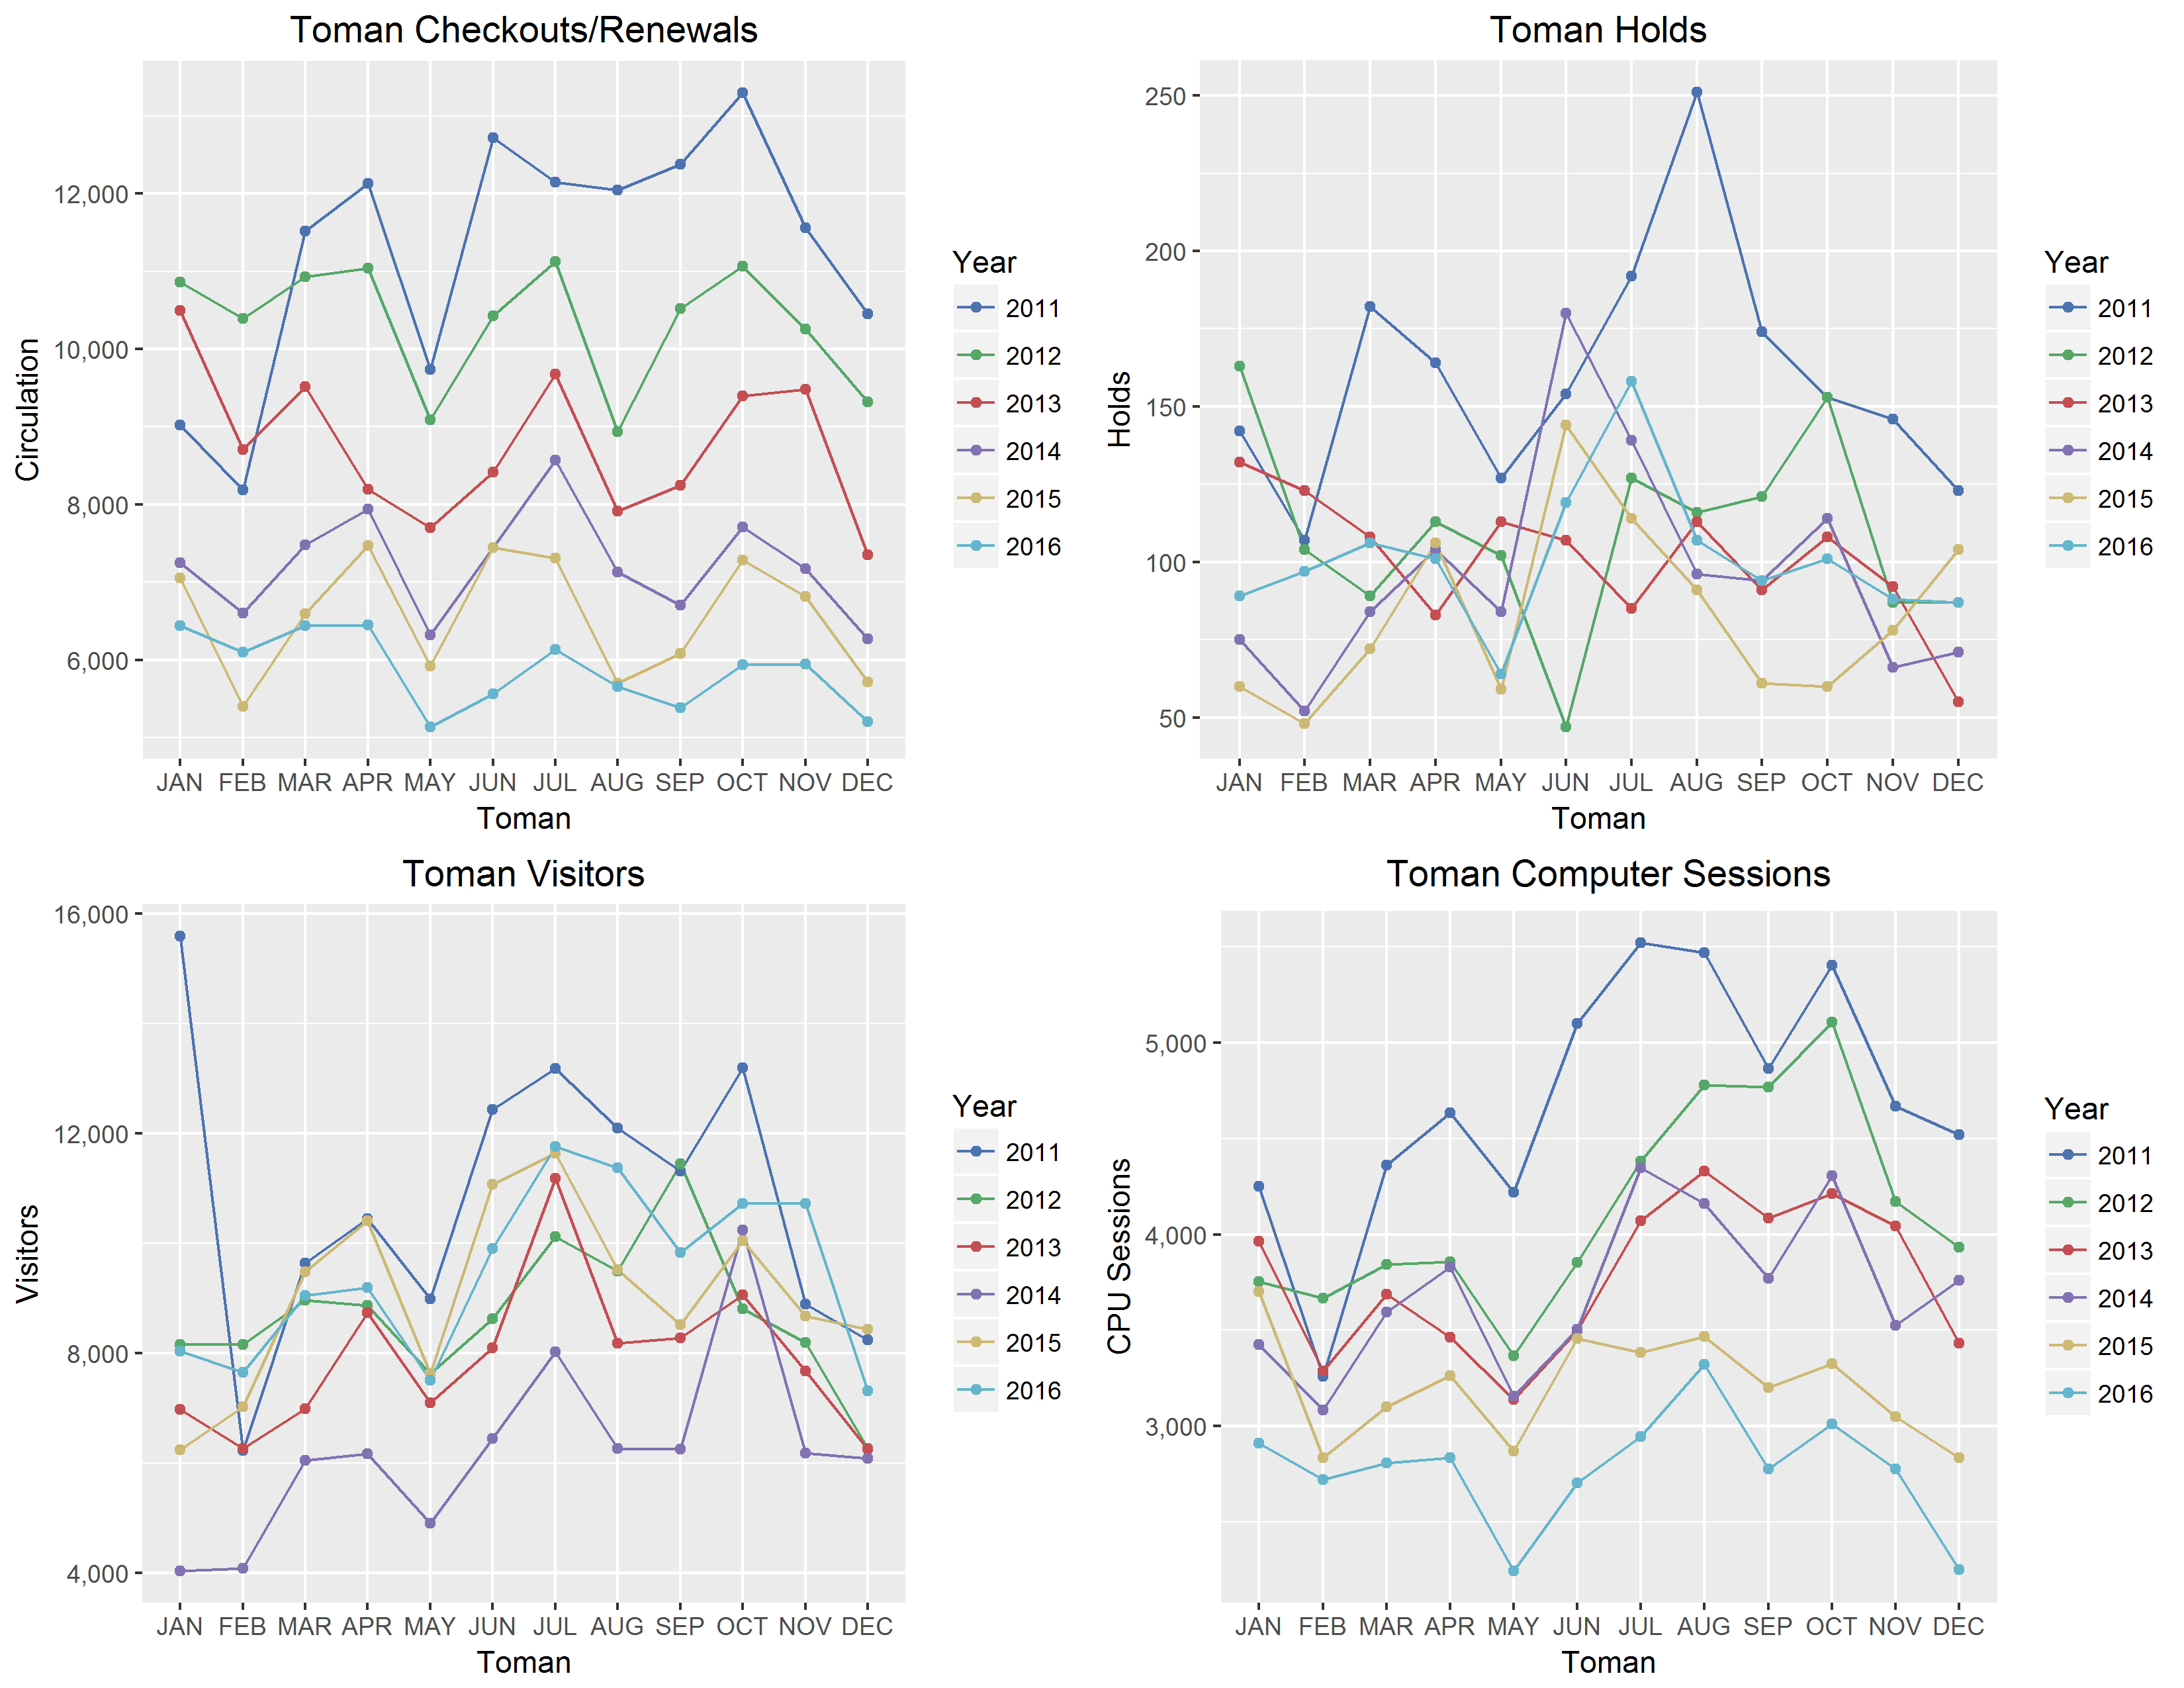 Toman Checkouts/Renewals
Circulation
12,000
10,000
8,000
6,000
JAN FEB MAR APR MAY JUN JUL AUG SEP OCT NOV DEC
Toman
Year
2011
2012
2013
2014
2015
2016
Toman Holds
Holds
250
200
150
100
50
JAN FEB MAR APR MAY JUN JUL AUG SEP OCT NOV DEC
Toman
Year
2011
2012
2013
2014
2015
2016
Toman Visitors
Visitors
16,000
12,000
8,000
4,000
JAN FEB MAR APR MAY JUN JUL AUG SEP OCT NOV DEC
Toman
Year
2011
2012
2013
2014
2015
2016
Toman Computer Sessions
CPU Sessions
5,000
4,000
3,000
JAN FEB MAR APR MAY JUN JUL AUG SEP OCT NOV DEC
Toman
Year
2011
2012
2013
2014
2015
2016